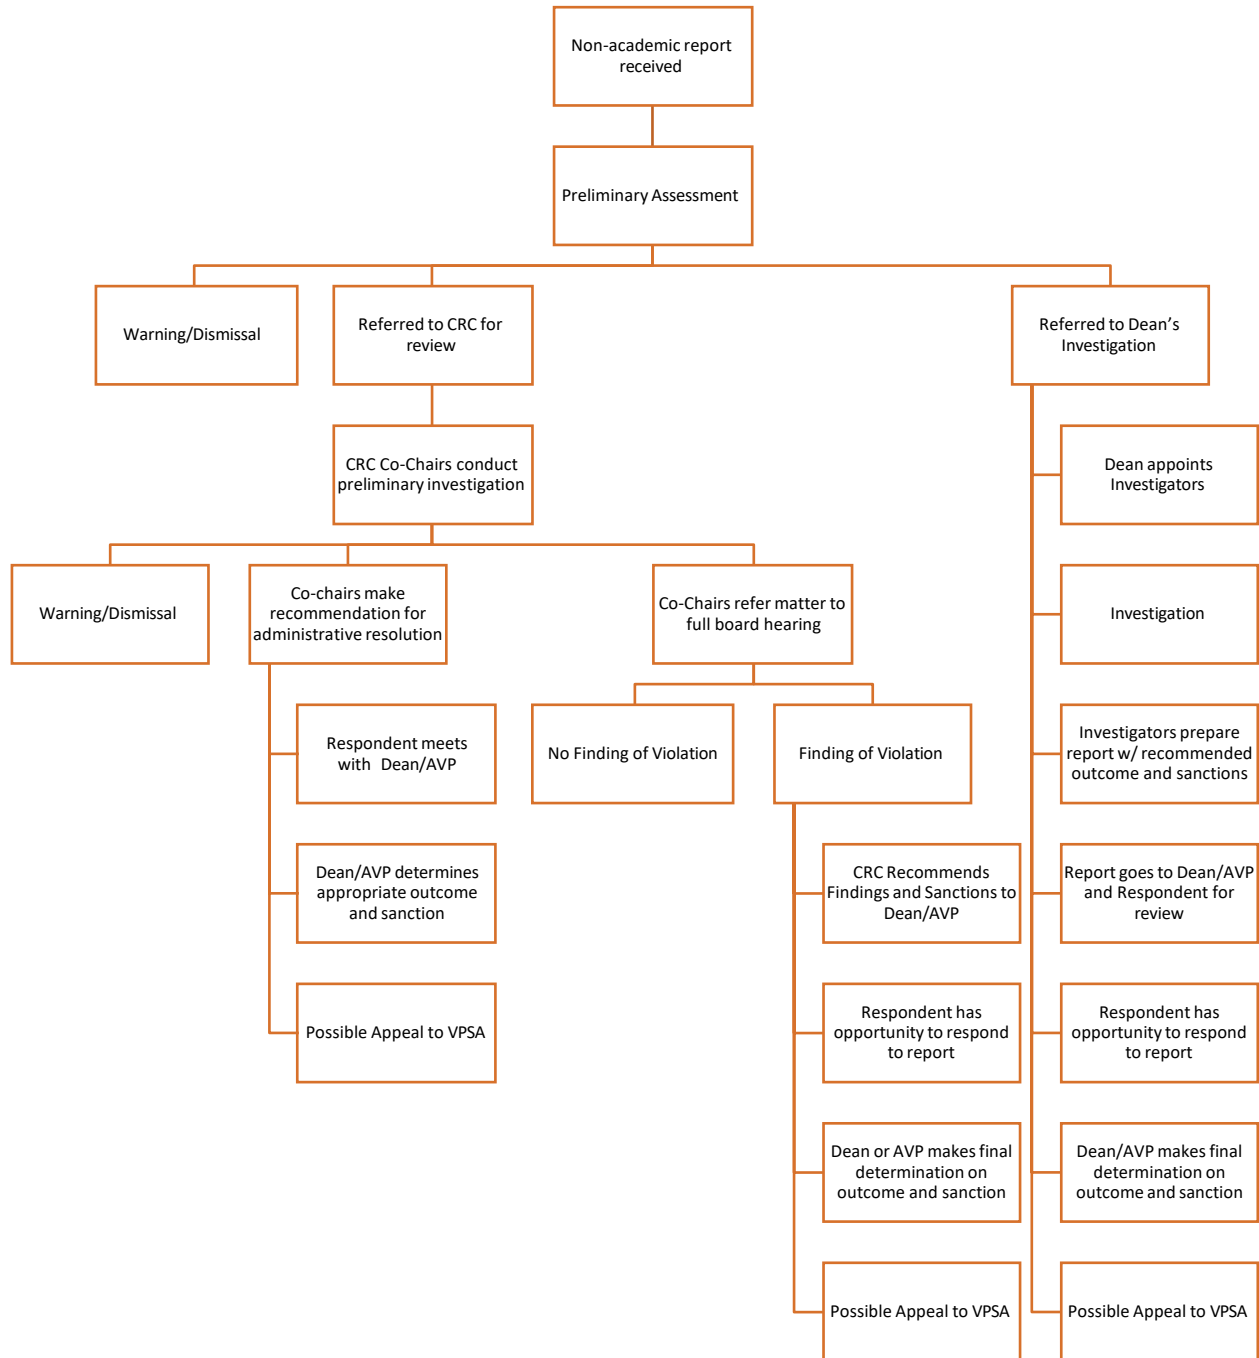 Non-academic report
received
Preliminary Assessment
Warning/Dismissal
Referred to CRC for
review
Referred to Dean’s
Investigation
CRC Co-Chairs conduct
preliminary investigation
Dean appoints
Investigators
Warning/Dismissal
Co-chairs make
recommendation for
administrative resolution
Co-Chairs refer matter to
full board hearing
Investigation
Respondent meets
with Dean/AVP
No Finding of Violation
Finding of Violation
Investigators prepare
report w/ recommended
outcome and sanctions
Dean/AVP determines
appropriate outcome
and sanction
CRC Recommends
Findings and Sanctions to
Dean/AVP
Report goes to Dean/AVP
and Respondent for
review
Possible Appeal to VPSA
Respondent has
opportunity to respond
to report
Respondent has
opportunity to respond
to report
Dean or AVP makes final
determination on
outcome and sanction
Dean/AVP makes final
determination on
outcome and sanction
Possible Appeal to VPSA
Possible Appeal to VPSA